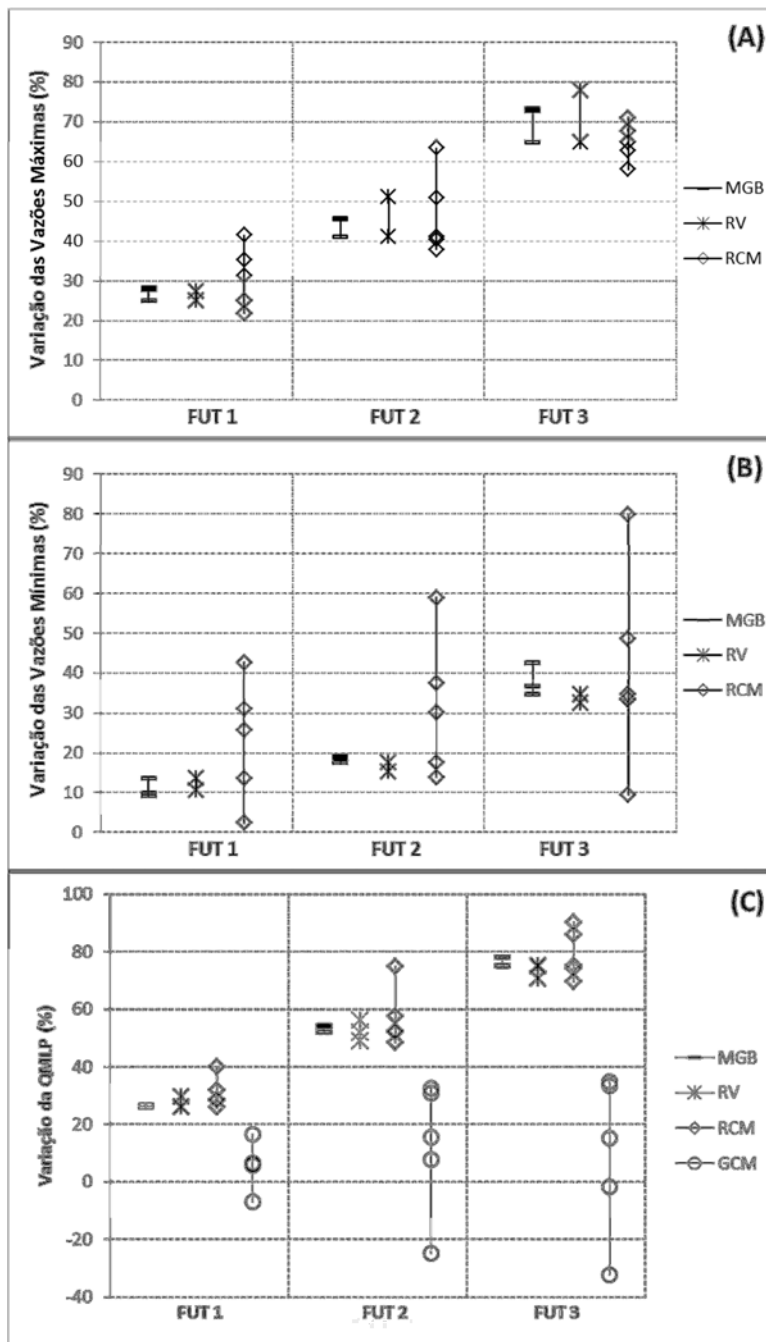 (A)
Variação das Vazões Máximas (%)
90
80
70
60
50
40
30
20
10
0
FUT 1
FUT 2
FUT 3
MGB
RV
RCM
(B)
Variação das Vazões Mínimas (%)
90
80
70
60
50
40
30
20
10
0
FUT 1
FUT 2
FUT 3
MGB
RV
RCM
(C)
Variação da QMLP (%)
100
80
60
40
20
0
-20
-40
FUT 1
FUT 2
FUT 3
MGB
RV
RCM
GCM